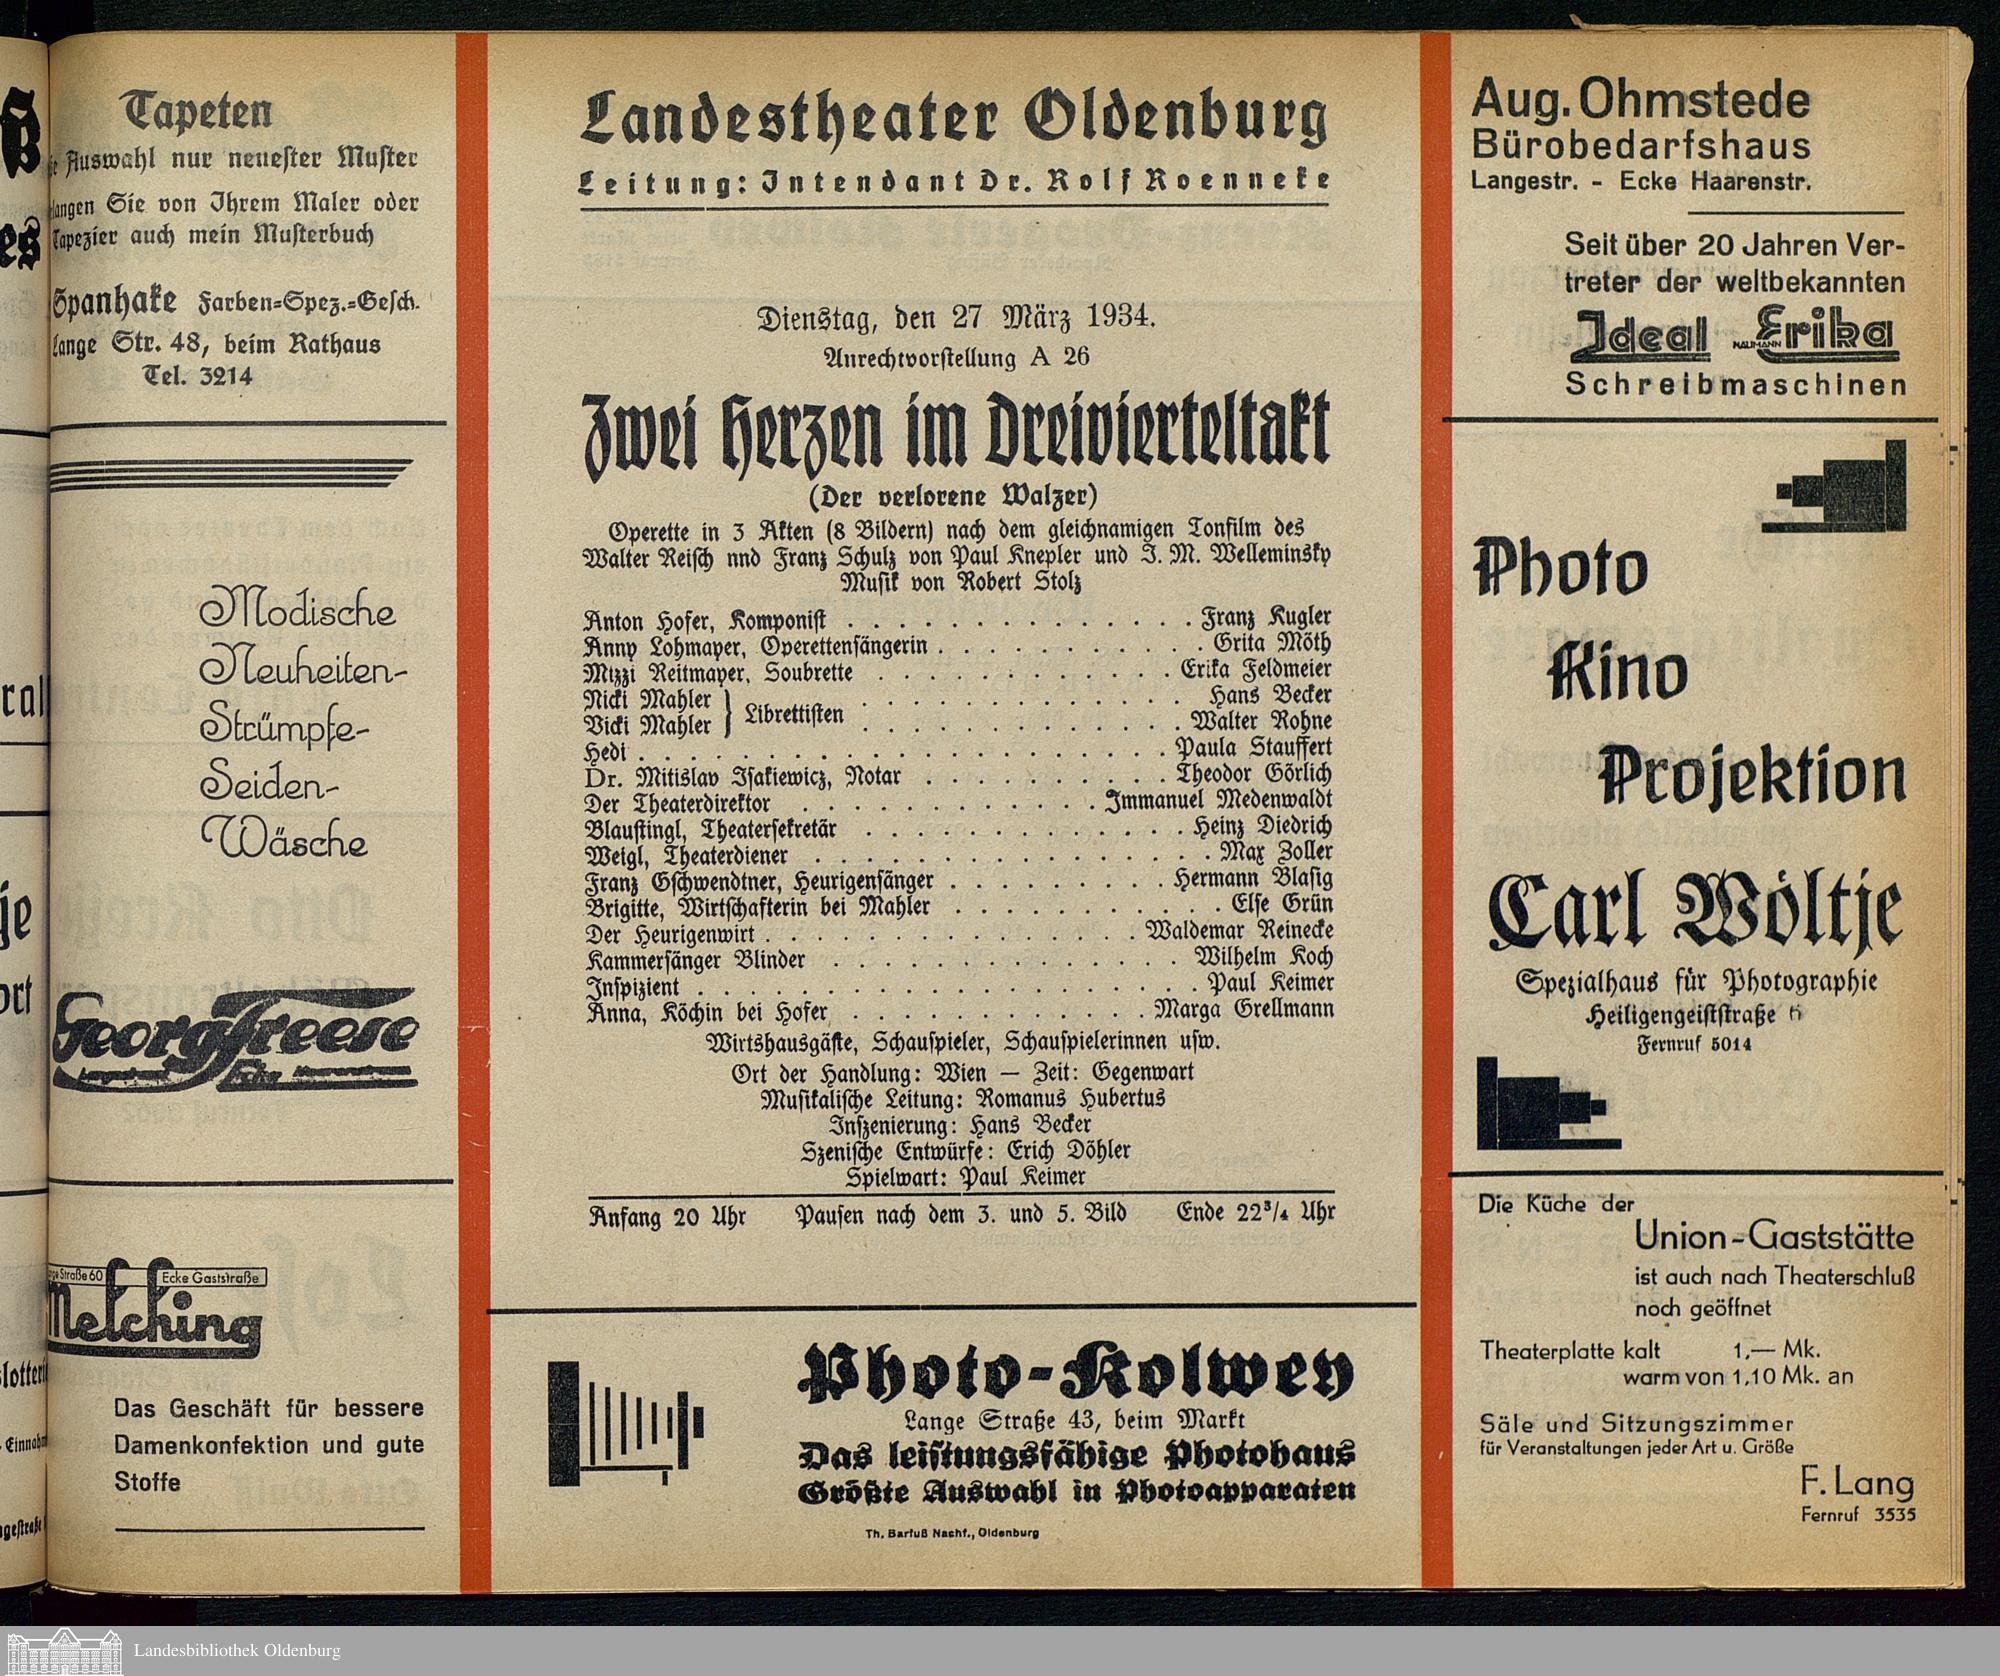 Tapeten
Auswahl nur neuester Muster
Sie von Ihrem Maler oder
Tapezier auch mein Musterbuch
Spanhake Farben-Spez.-Gesch.
Lange Str. 48, beim Rathaus
Tel. 3214
Modische
Neuheiten-
Strümpfe-
Seiden-
Wäsche
Georg Freese
Straße 60 Ecke Gaststraße
Melching
Das Geschäft für bessere
Damenkonfektion und gute
Stoffe
Landestheater Oldenburg
Leitung: Intendant Dr. Rolf Roenneke
Dienstag, den 27 März 1934.
Anrechtvorstellung A 26
Zwei Herzen im Dreivierteltakt
(Der verlorene Walzer)
Operette in 3 Akten (8 Bildern) nach dem gleichnamigen Tonfilm des
Walter Reisch nnd Franz Schulz von Paul Knepler und J. M. Welleminsky
Musik von Robert Stolz
Anton Hofer, Komponist . . . . . . . . . . . . . . Franz Kugler
Anny Lohmayer, Operettensängerin . . . . . . . . . . . Grita Möth
Mizzi Reitmayer, Soubrette . . . . . . . . . . . . Erika Feldmeier
Nicki Mahler } Librettisten . . . . . . . . . . . . . Hans Becker
Vicki Mahler } . . . . . . . . . . . . . Walter Rohne
Hedi . . . . . . . . . . . . . . . . . . . . . Paula Stauffert
Dr. Mitislav Isakiewicz, Notar . . . . . . . . . . Theodor Görlich
Der Theaterdirektor . . . . . . . . . . . . Immanuel Medenwaldt
Blaustingl, Theatersekretär . . . . . . . . . . . . . Heinz Diedrich
Weigl, Theaterdiener . . . . . . . . . . . . . . . . Max Zoller
Franz Gschwendtner, Heurigensänger . . . . . . . . . Hermann Blasig
Brigitte, Wirtschafterin bei Mahler . . . . . . . . . . . Else Grün
Der Heurigenwirt . . . . . . . . . . . . . . . Waldemar Reinecke
Kammersänger Blinder . . . . . . . . . . . . . . Wilhelm Koch
Inspizient . . . . . . . . . . . . . . . . . . . . Paul Keimer
Anna, Köchin bei Hofer . . . . . . . . . . . . Marga Grellmann
Wirtshausgäste, Schauspieler, Schauspielerinnen usw.
Ort der Handlung: Wien — Zeit: Gegenwart
Musikalische Leitung: Romanus Hubertus
Inszenierung: Hans Becker
Szenische Entwürfe: Erich Döhler
Spielwart: Paul Keimer
Anfang 20 Uhr Pausen nach dem 3. und 5. Bild Ende 22³/₄ Uhr
Photo-Kolwey
Lange Straße 43, beim Markt
Das leistungsfähige Photohaus
Größte Auswahl in Photoapparaten
Th. Barfuß Nachf., Oldenburg
Aug. Ohmstede
Bürobedarfshaus
Langestr. - Ecke Haarenstr.
Seit über 20 Jahren Ver-
treter der weltbekannten
Ideal NAUMANN Erika
Schreibmaschinen
Photo
Kino
Projektion
Carl Wöltje
Spezialhaus für Photographie
Heiligengeiststraße 6
Fernruf 5014
Die Küche der
Union-Gaststätte
ist auch nach Theaterschluß
noch geöffnet
Theaterplatte kalt 1,— Mk.
warm von 1,10 Mk. an
Säle und Sitzungszimmer
für Veranstaltungen jeder Art u. Größe
F. Lang
Fernruf 3535
Landesbibliothek Oldenburg